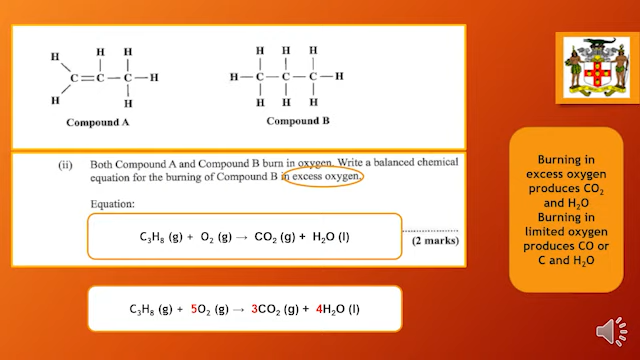 H H H
C=C—C—H
H H
Compound A
H H H
H—C—C—C—H
H H H
Compound B
(ii) Both Compound A and Compound B burn in oxygen. Write a balanced chemical
equation for the burning of Compound B in excess oxygen.
Equation:
C₃H₈ (g) + O₂ (g) → CO₂ (g) + H₂O (l)
(2 marks)
C₃H₈ (g) + 5O₂ (g) → 3CO₂ (g) + 4H₂O (l)
Burning in
excess oxygen
produces CO₂
and H₂O
Burning in
limited oxygen
produces CO or
C and H₂O